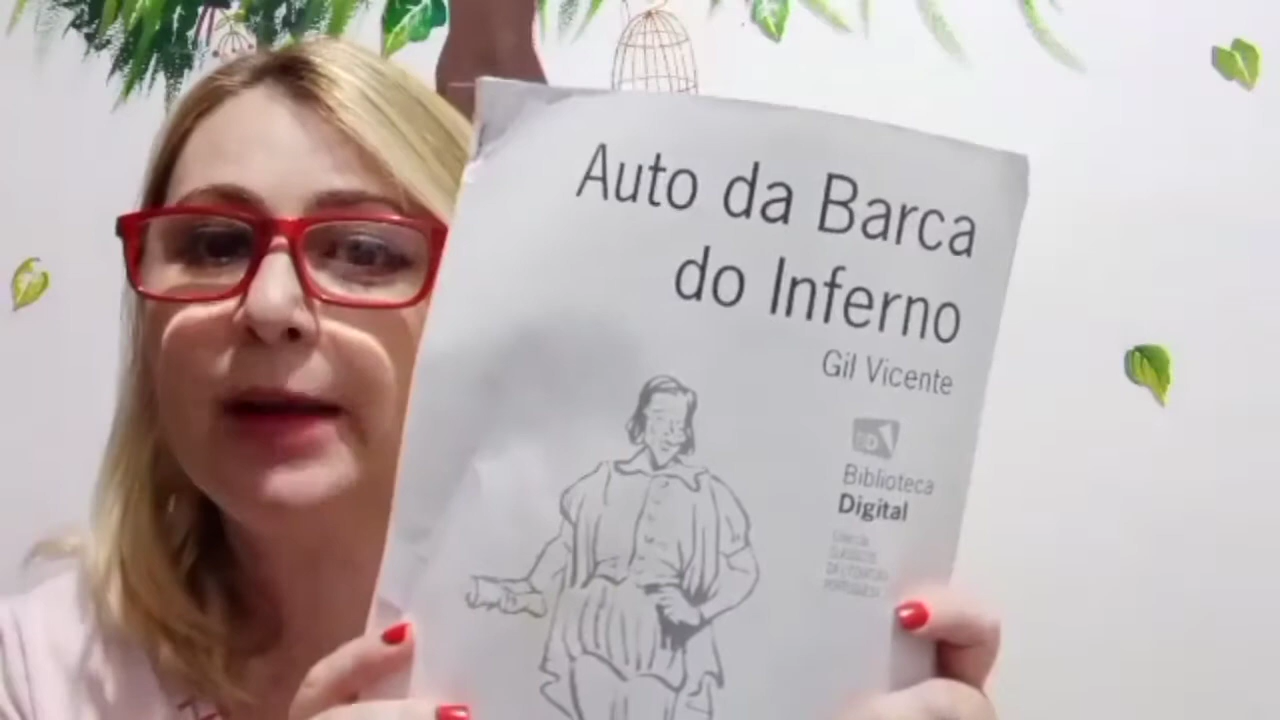 Auto da Barca
do Inferno
Gil Vicente
Biblioteca
Digital